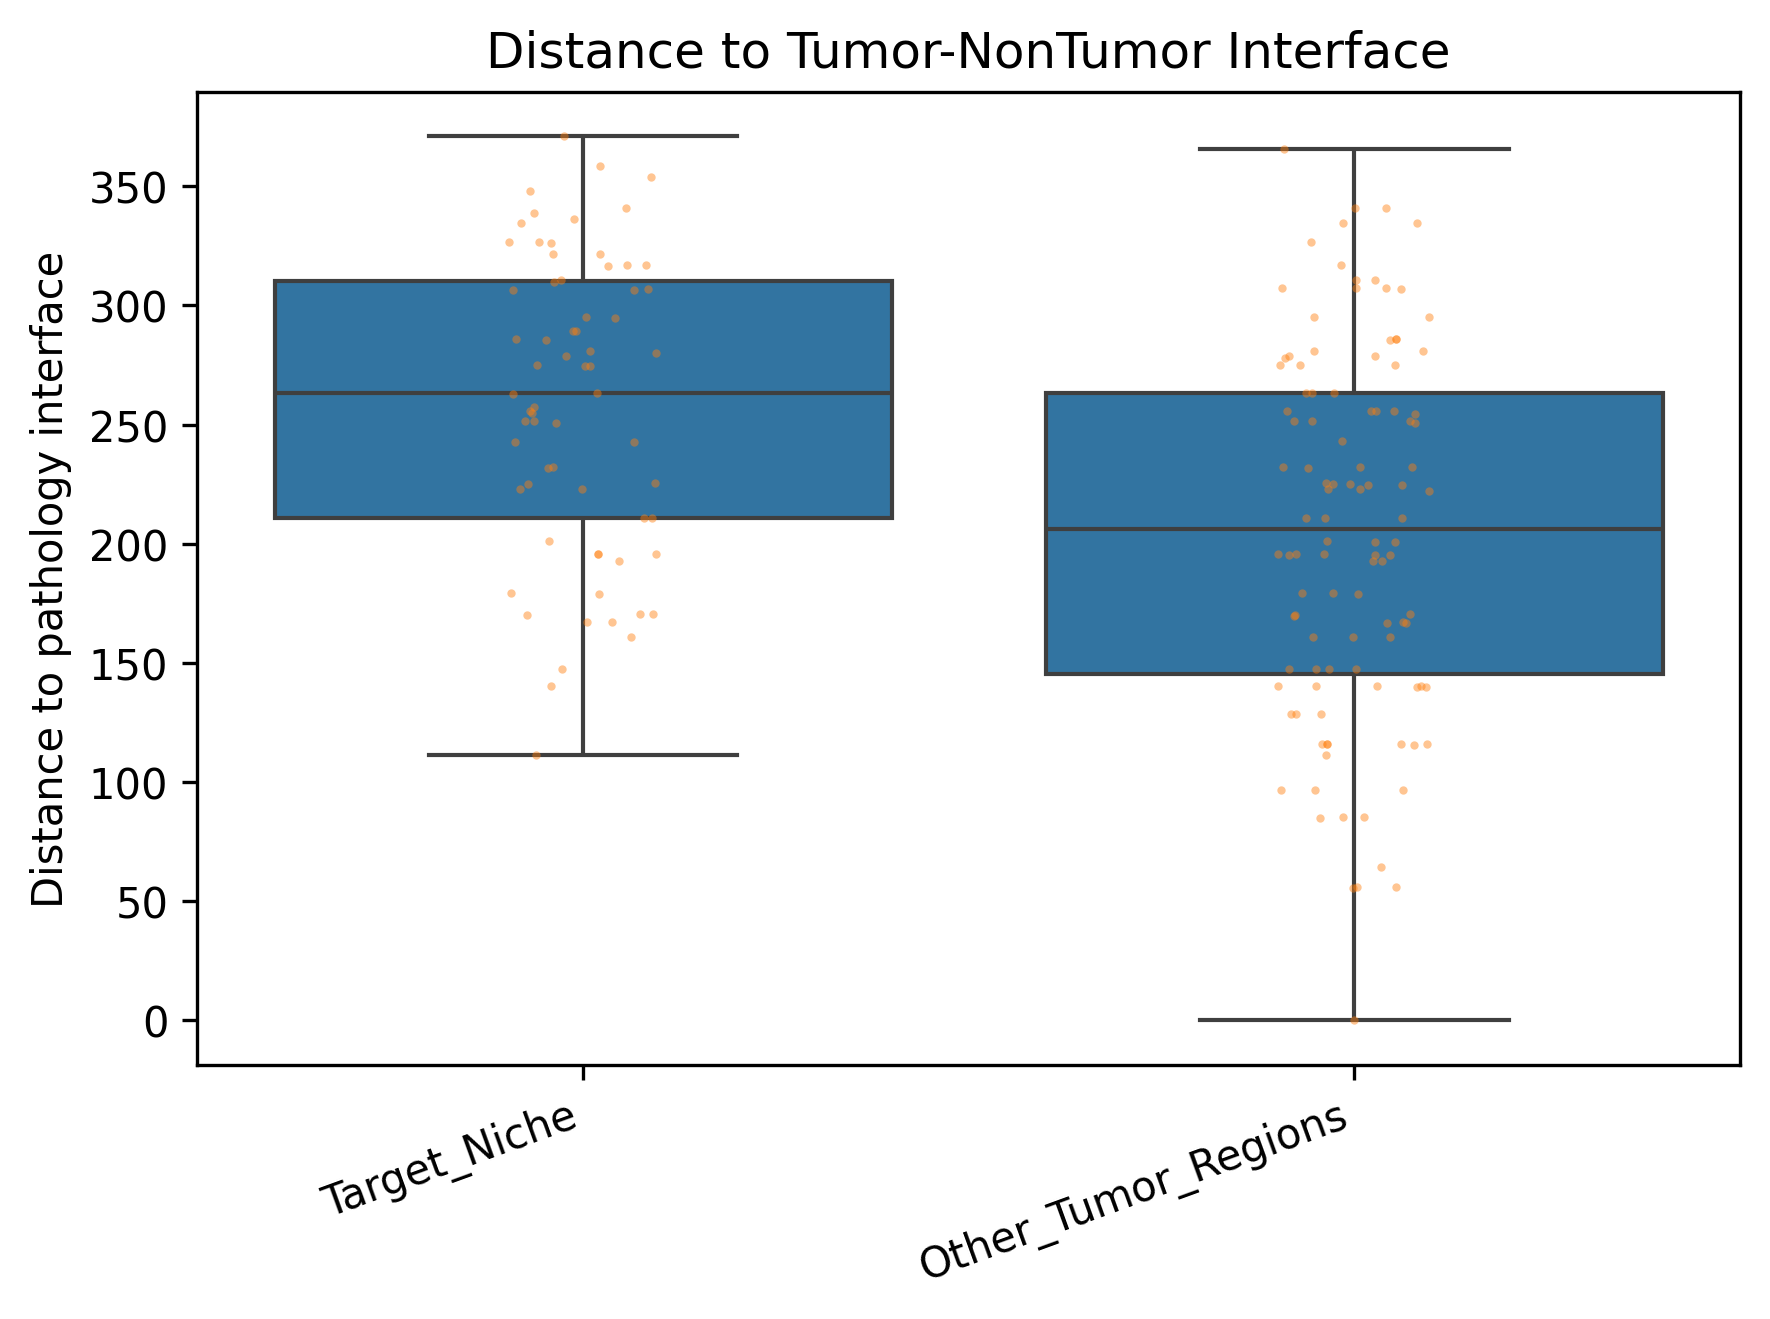 Distance to Tumor-NonTumor Interface
Distance to pathology interface
350
300
250
200
150
100
50
0
Target_Niche
Other_Tumor_Regions